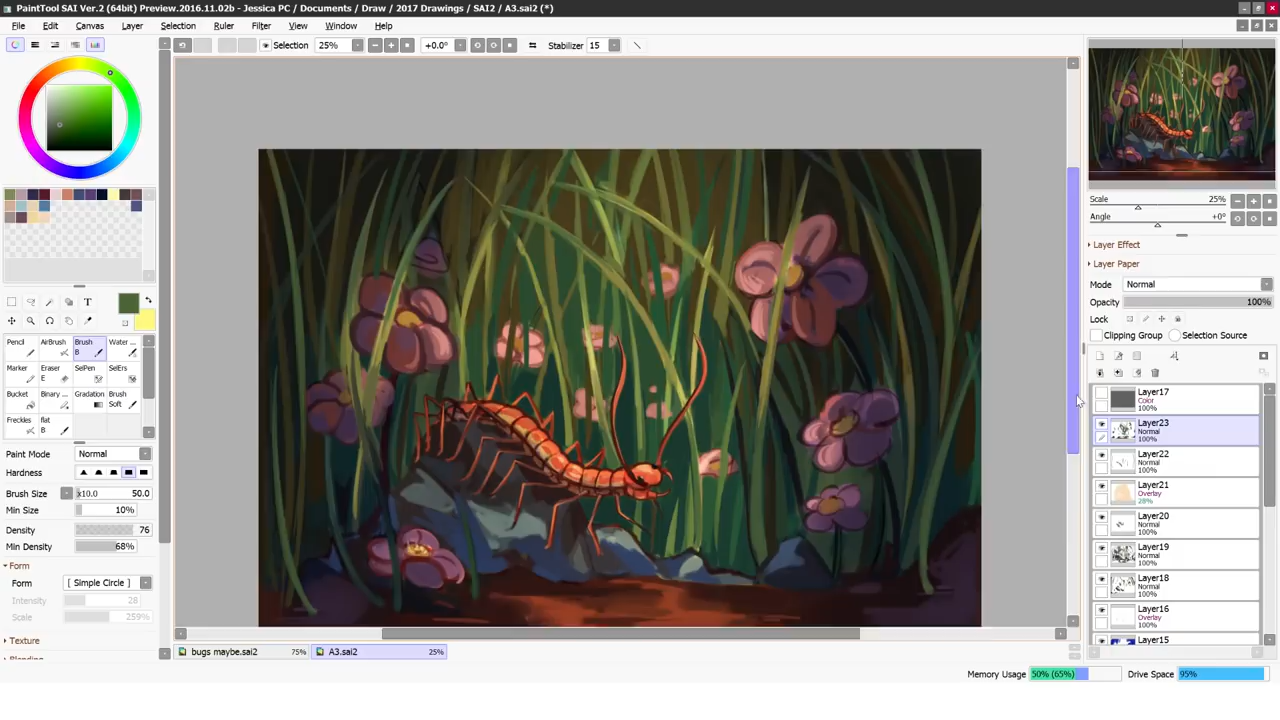 PaintTool SAI Ver.2 (64bit) Preview.2016.11.02b - Jessica PC / Documents / Draw / 2017 Drawings / SAI2 / A3.sai2 (*)
File Edit Canvas Layer Selection Ruler Filter View Window Help
Selection 25% +0.0° Stabilizer 15
T
Pencil AirBrush Brush Water ...
B
Marker Eraser SelPen SelErs
E
Bucket Binary ... Gradation Brush
Soft
Freckles flat
B
Paint Mode Normal
Hardness
Brush Size x10.0 50.0
Min Size 10%
Density 76
Min Density 68%
Form
Form [ Simple Circle ]
Intensity 28
Scale 259%
Texture
Blending
bugs maybe.sai2 75% A3.sai2 25%
Scale 25%
Angle +0°
Layer Effect
Layer Paper
Mode Normal
Opacity 100%
Lock
Clipping Group Selection Source
Layer17
Color
100%
Layer23
Normal
100%
Layer22
Normal
100%
Layer21
Overlay
28%
Layer20
Normal
100%
Layer19
Normal
100%
Layer18
Normal
100%
Layer16
Overlay
100%
Layer15
Memory Usage 50% (65%) Drive Space 95%